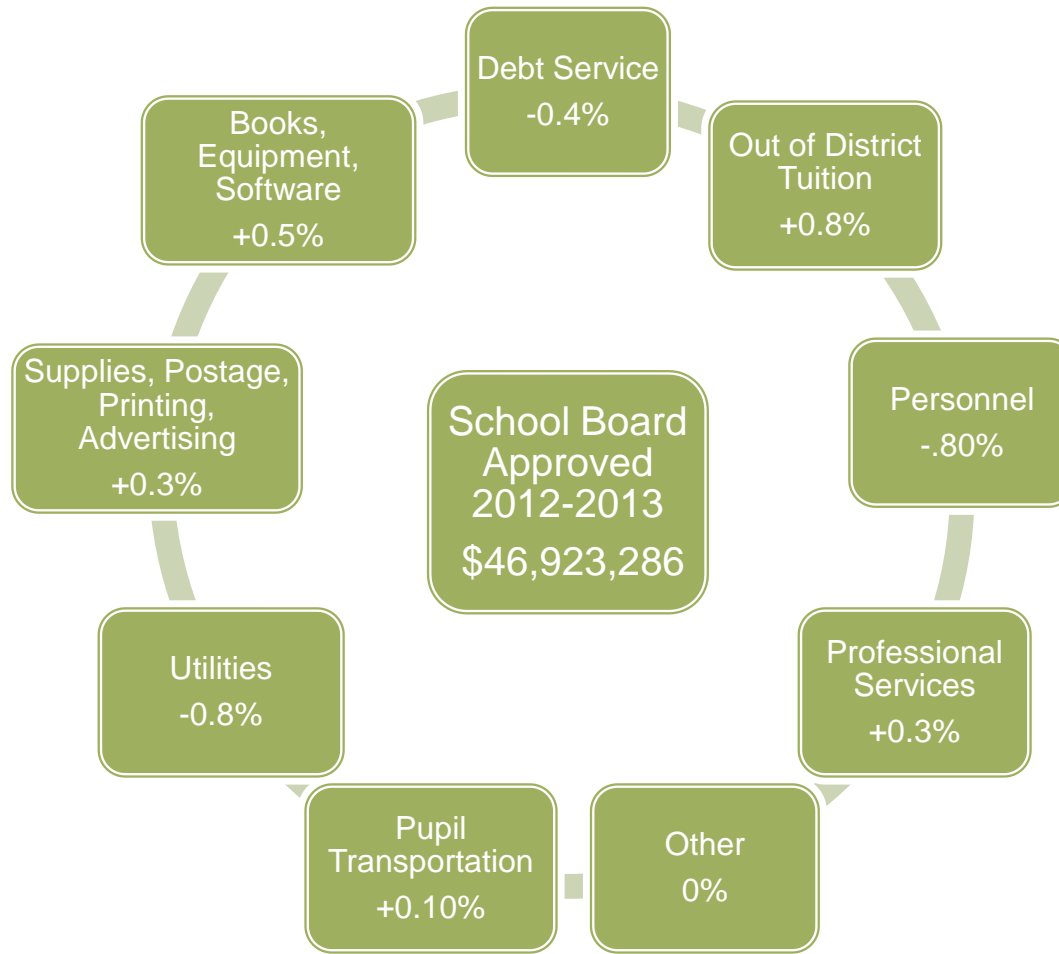 Debt Service
-0.4%
Out of District
Tuition
+0.8%
Personnel
-.80%
Professional
Services
+0.3%
Other
0%
Pupil
Transportation
+0.10%
Utilities
-0.8%
Supplies, Postage,
Printing,
Advertising
+0.3%
Books,
Equipment,
Software
+0.5%
School Board
Approved
2012-2013
$46,923,286